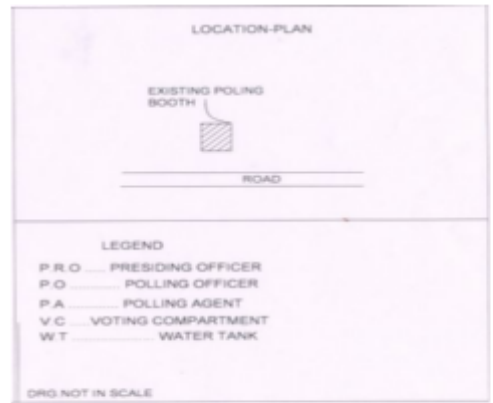 LOCATION-PLAN
EXISTING POLING
BOOTH
ROAD
LEGEND
P.R.O ..... PRESIDING OFFICER
P.O ............ POLLING OFFICER
P.A ............ POLLING AGENT
V.C ..... VOTING COMPARTMENT
W.T ...................... WATER TANK
DRG.NOT IN SCALE